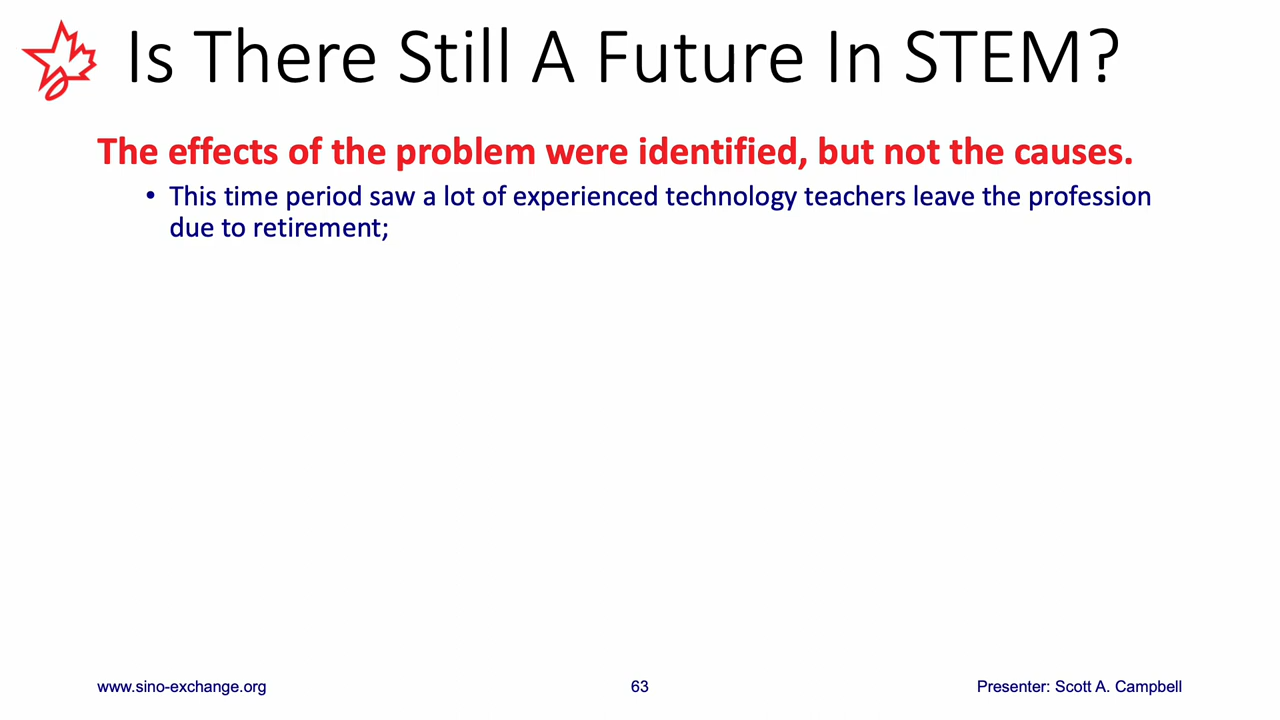 Is There Still A Future In STEM?
The effects of the problem were identified, but not the causes.
• This time period saw a lot of experienced technology teachers leave the profession
due to retirement;
www.sino-exchange.org
63
Presenter: Scott A. Campbell